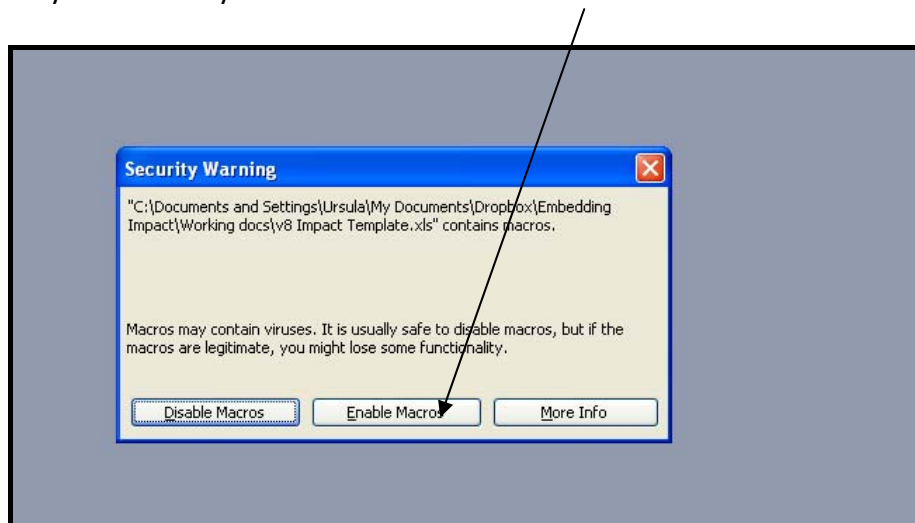 Security Warning
"C:\Documents and Settings\Ursula\My Documents\Dropbox\Embedding
Impact\Working docs\v8 Impact Template.xls" contains macros.
Macros may contain viruses. It is usually safe to disable macros, but if the
macros are legitimate, you might lose some functionality.
Disable Macros Enable Macros More Info